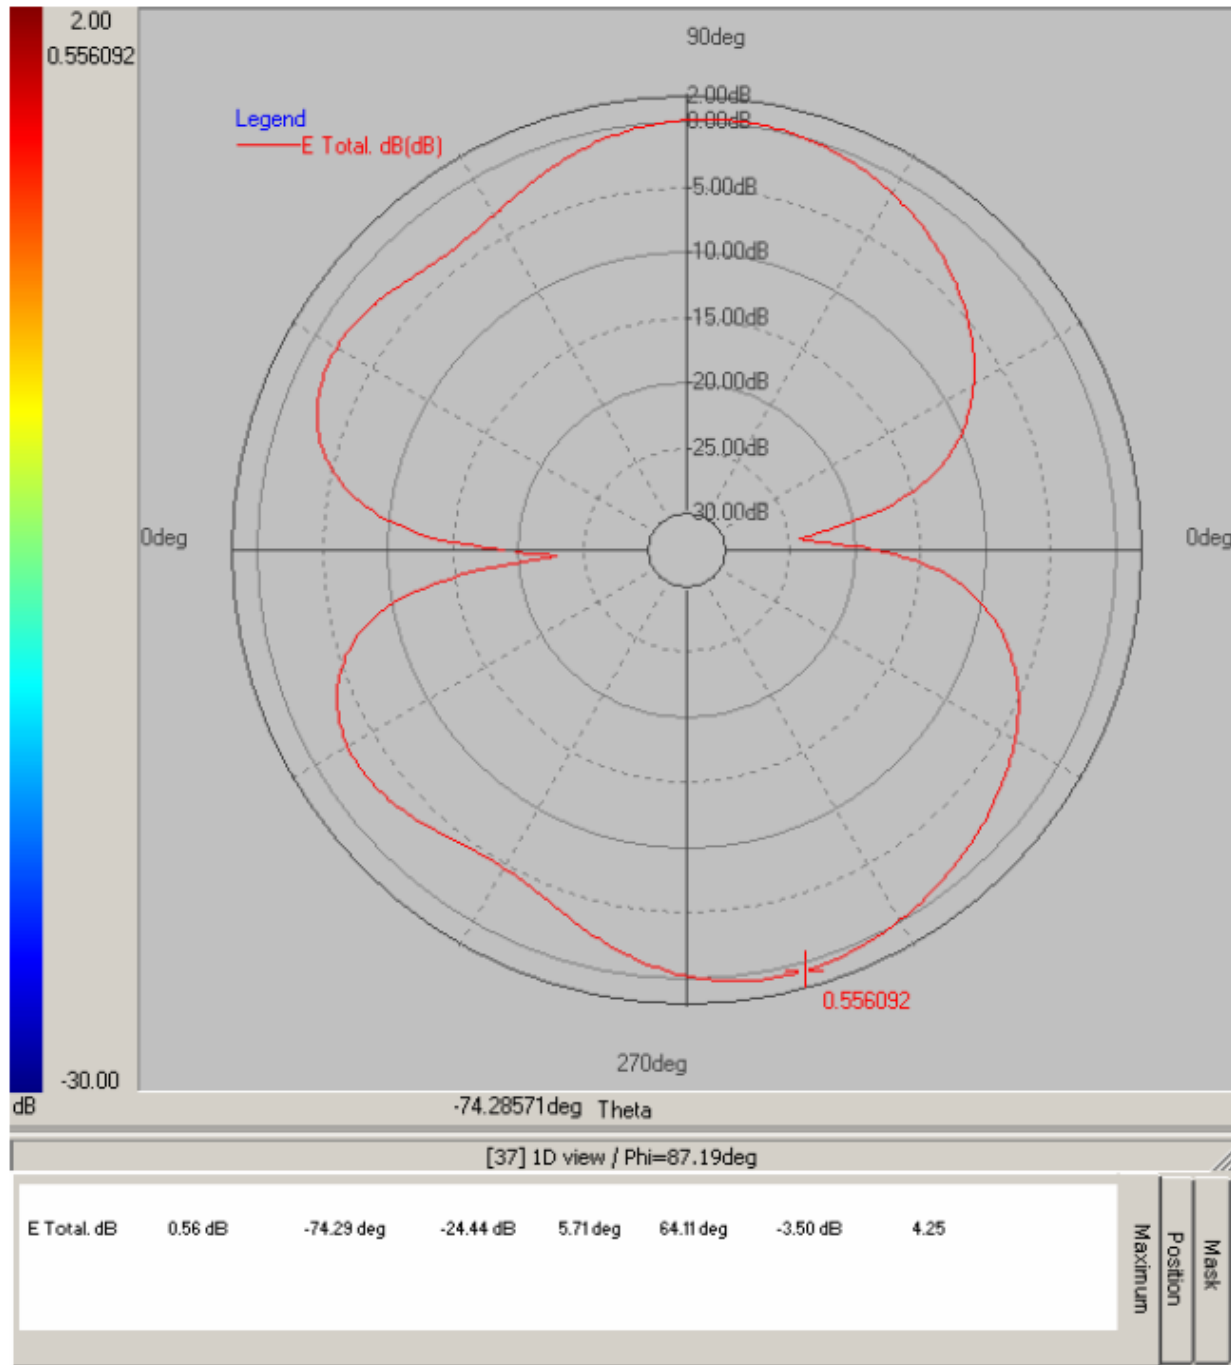 2.00
0.556092
90deg
2.00dB
0.00dB
Legend
E Total. dB(dB)
-5.00dB
-10.00dB
-15.00dB
-20.00dB
-25.00dB
-30.00dB
0deg
0deg
0.556092
270deg
-30.00
dB
-74.28571deg Theta
[37] 1D view / Phi=87.19deg
E Total. dB 0.56 dB -74.29 deg -24.44 dB 5.71 deg 64.11 deg -3.50 dB 4.25
Maximum
Position
Mask